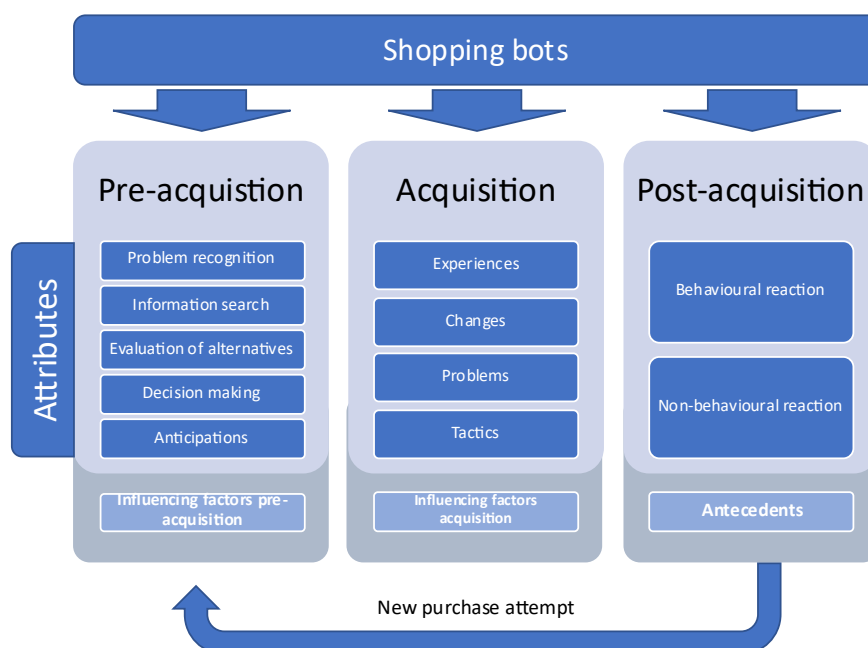 Shopping bots
Pre-acquistion
Acquisition
Post-acquisition
Attributes
Problem recognition
Information search
Evaluation of alternatives
Decision making
Anticipations
Influencing factors pre-
acquisition
Experiences
Changes
Problems
Tactics
Influencing factors
acquisition
Behavioural reaction
Non-behavioural reaction
Antecedents
New purchase attempt